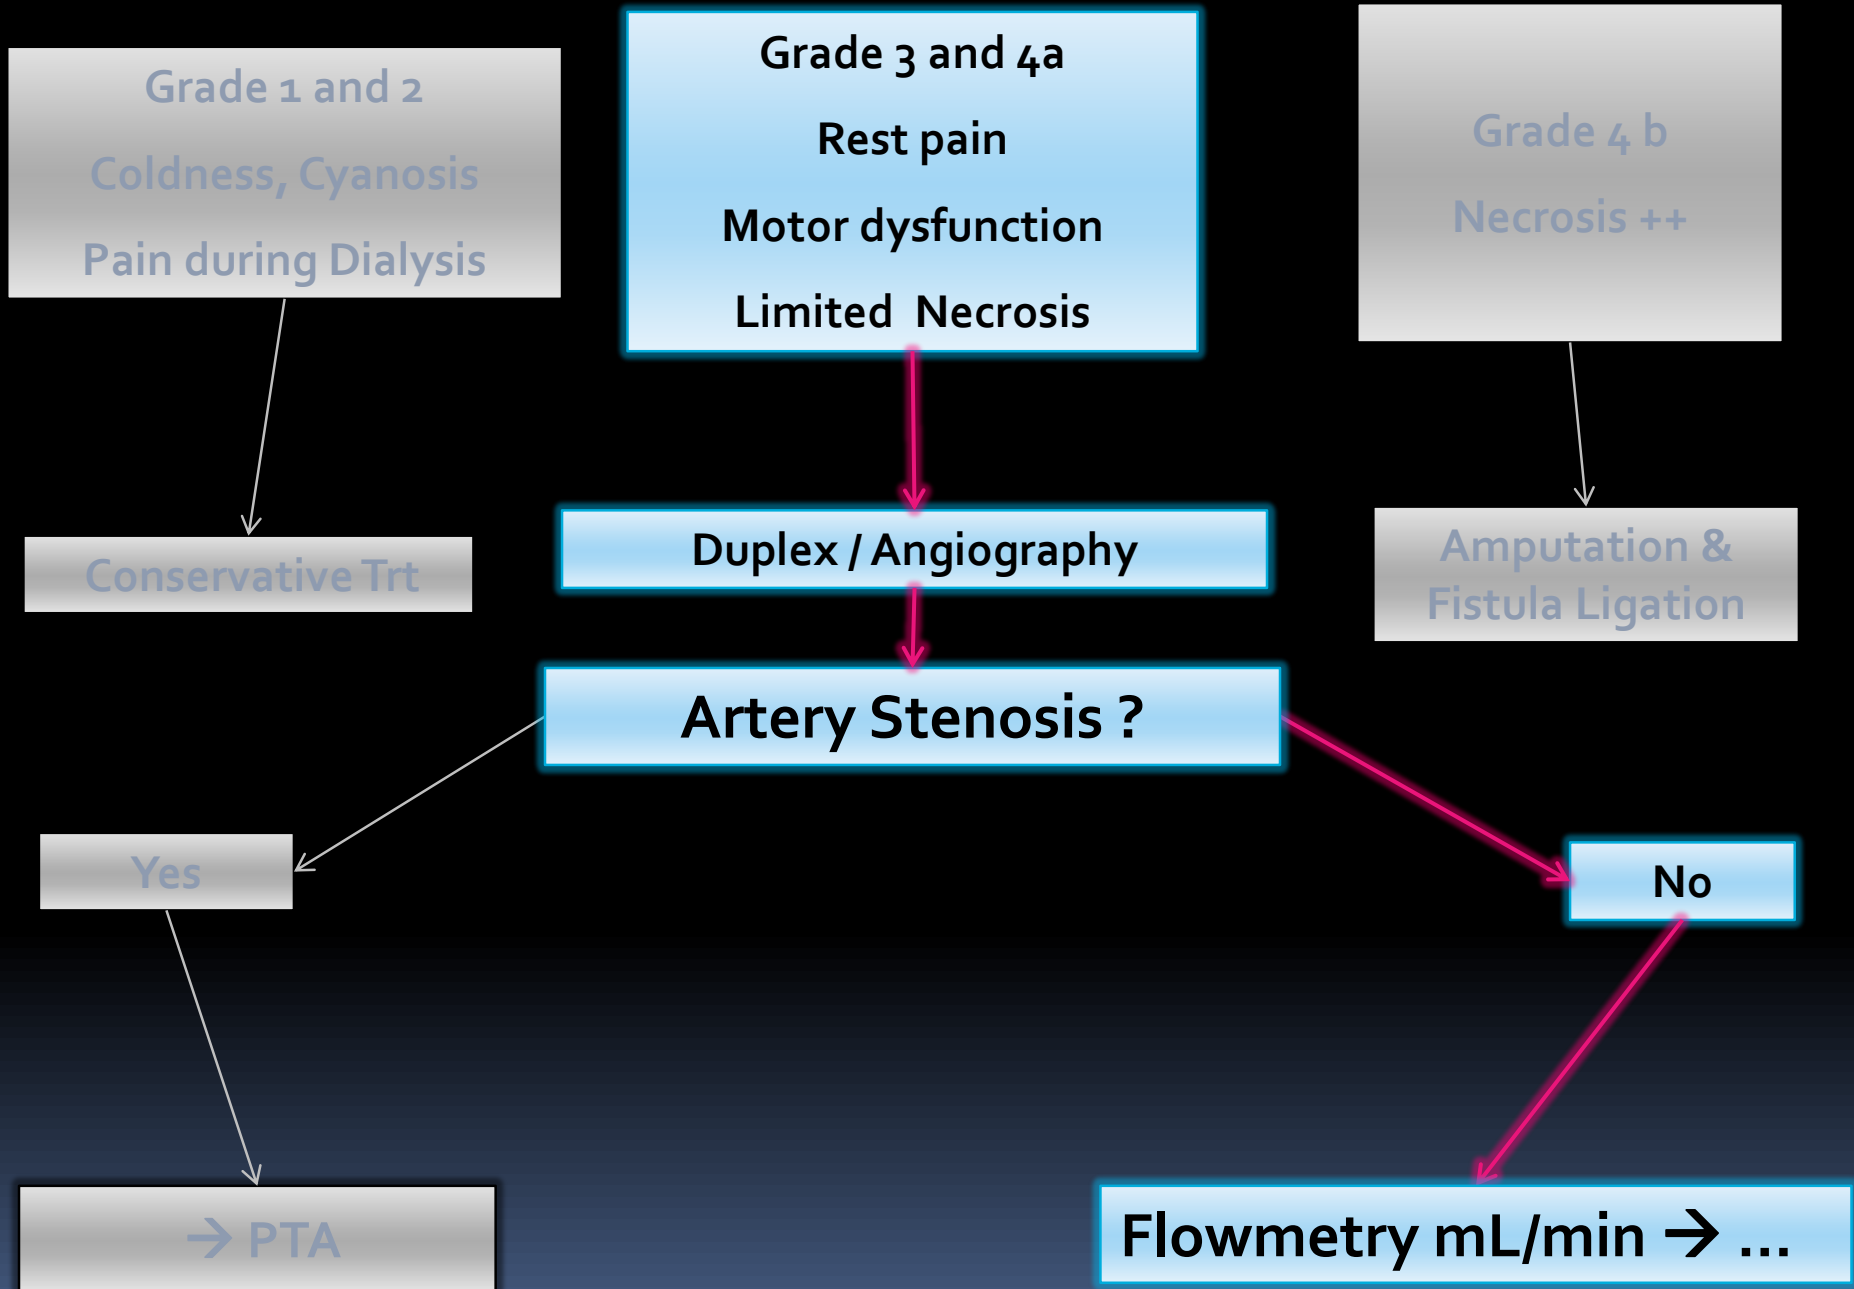 Grade 1 and 2
Coldness, Cyanosis
Pain during Dialysis
Grade 3 and 4a
Rest pain
Motor dysfunction
Limited Necrosis
Grade 4 b
Necrosis ++
Conservative Trt
Duplex / Angiography
Amputation &
Fistula Ligation
Artery Stenosis ?
Yes
No
→ PTA
Flowmetry mL/min → ...